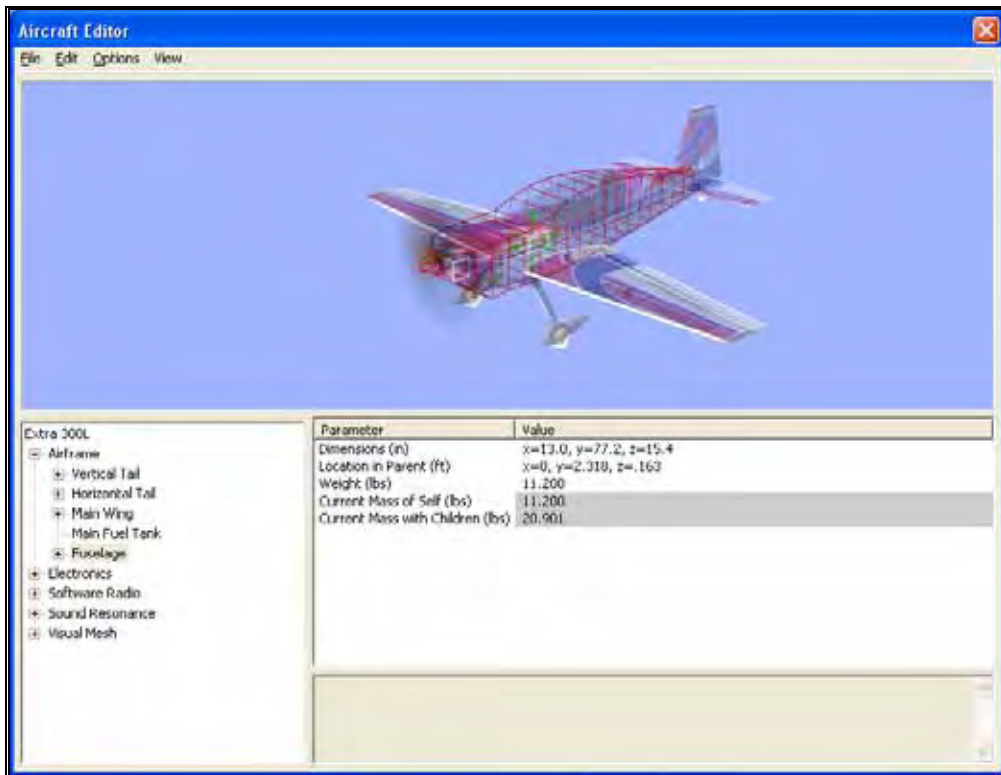 Aircraft Editor
File Edit Options View
Extra 300L
Airframe
Vertical Tail
Horizontal Tail
Main Wing
Main Fuel Tank
Fuselage
Electronics
Software Radio
Sound Resonance
Visual Mesh
Parameter Value
Dimensions (in) x=13.0, y=77.2, z=15.4
Location in Parent (ft) x=0, y=2.318, z=.163
Weight (lbs) 11.200
Current Mass of Self (lbs) 11.200
Current Mass with Children (lbs) 20.901